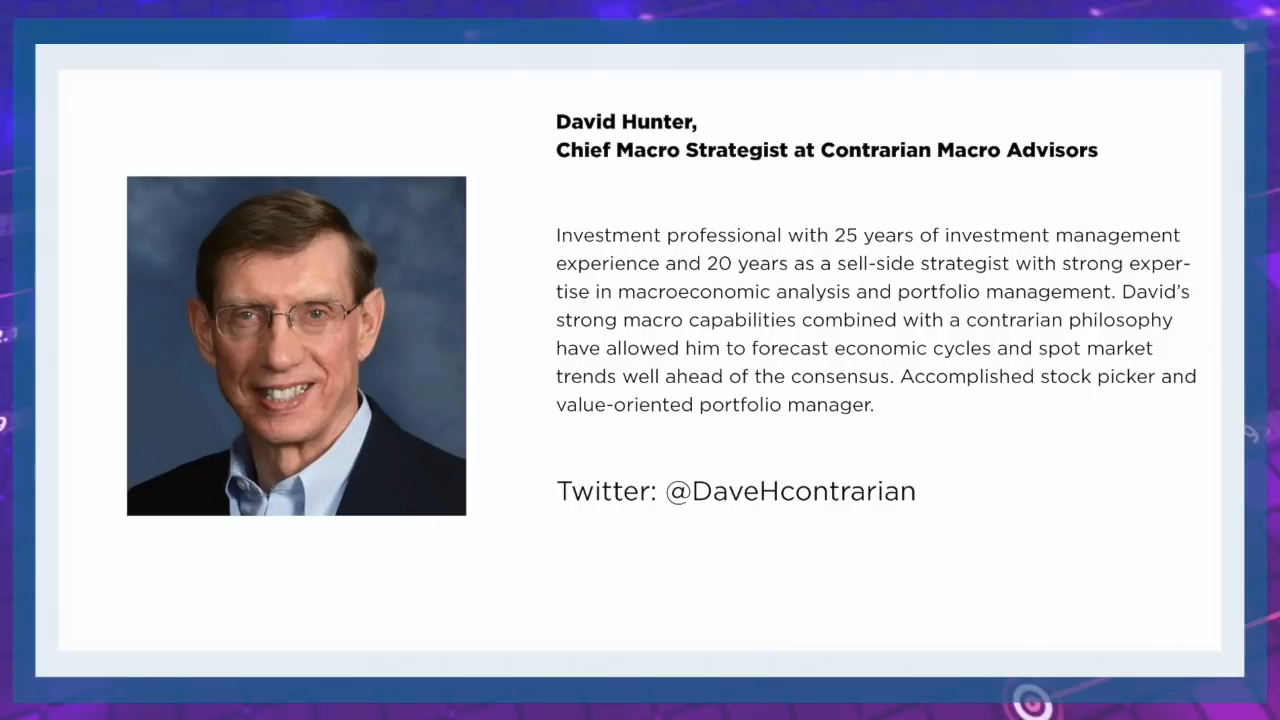 David Hunter,
Chief Macro Strategist at Contrarian Macro Advisors
Investment professional with 25 years of investment management
experience and 20 years as a sell-side strategist with strong exper-
tise in macroeconomic analysis and portfolio management. David’s
strong macro capabilities combined with a contrarian philosophy
have allowed him to forecast economic cycles and spot market
trends well ahead of the consensus. Accomplished stock picker and
value-oriented portfolio manager.
Twitter: @DaveHcontrarian